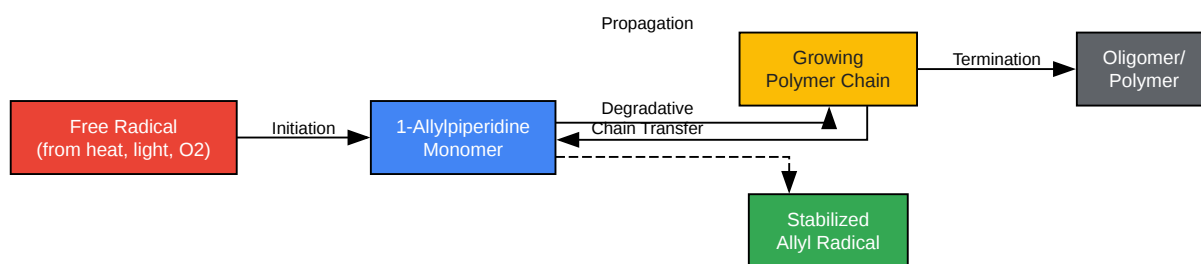 Propagation
Growing
Polymer Chain
Termination
Oligomer/
Polymer
Free Radical
(from heat, light, O2)
Initiation
1-Allylpiperidine
Monomer
Degradative
Chain Transfer
Stabilized
Allyl Radical